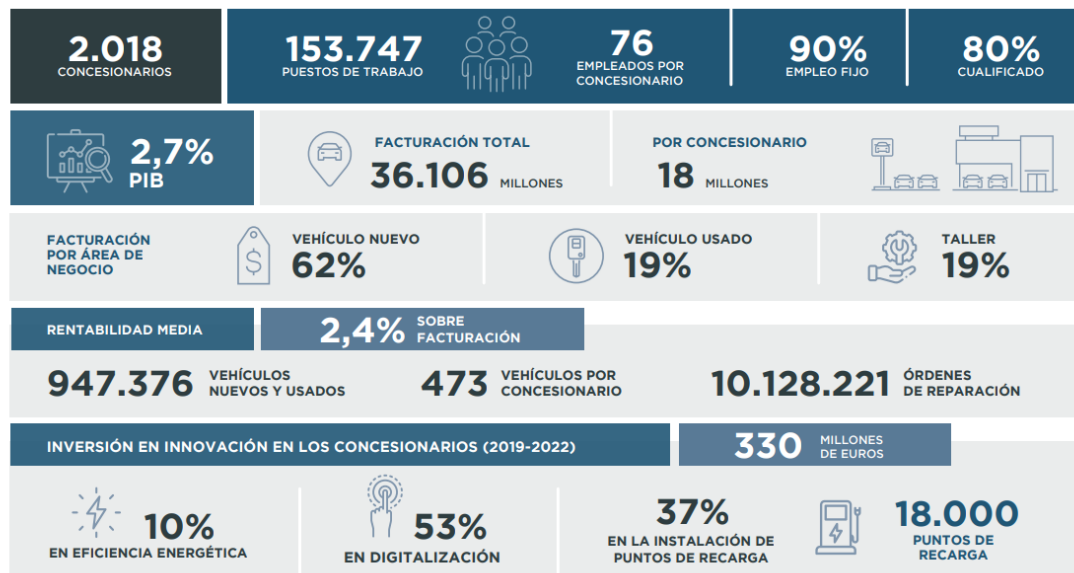 2.018
CONCESIONARIOS
153.747
PUESTOS DE TRABAJO
76
EMPLEADOS POR
CONCESIONARIO
90%
EMPLEO FIJO
80%
CUALIFICADO
2,7%
PIB
FACTURACIÓN TOTAL
36.106 MILLONES
POR CONCESIONARIO
18 MILLONES
FACTURACIÓN
POR ÁREA DE
NEGOCIO
$
VEHÍCULO NUEVO
62%
VEHÍCULO USADO
19%
TALLER
19%
RENTABILIDAD MEDIA
2,4%
SOBRE
FACTURACIÓN
947.376
VEHÍCULOS
NUEVOS Y USADOS
473
VEHÍCULOS POR
CONCESIONARIO
10.128.221
ÓRDENES
DE REPARACIÓN
INVERSIÓN EN INNOVACIÓN EN LOS CONCESIONARIOS (2019-2022)
330
MILLONES
DE EUROS
10%
EN EFICIENCIA ENERGÉTICA
53%
EN DIGITALIZACIÓN
37%
EN LA INSTALACIÓN DE
PUNTOS DE RECARGA
18.000
PUNTOS DE
RECARGA